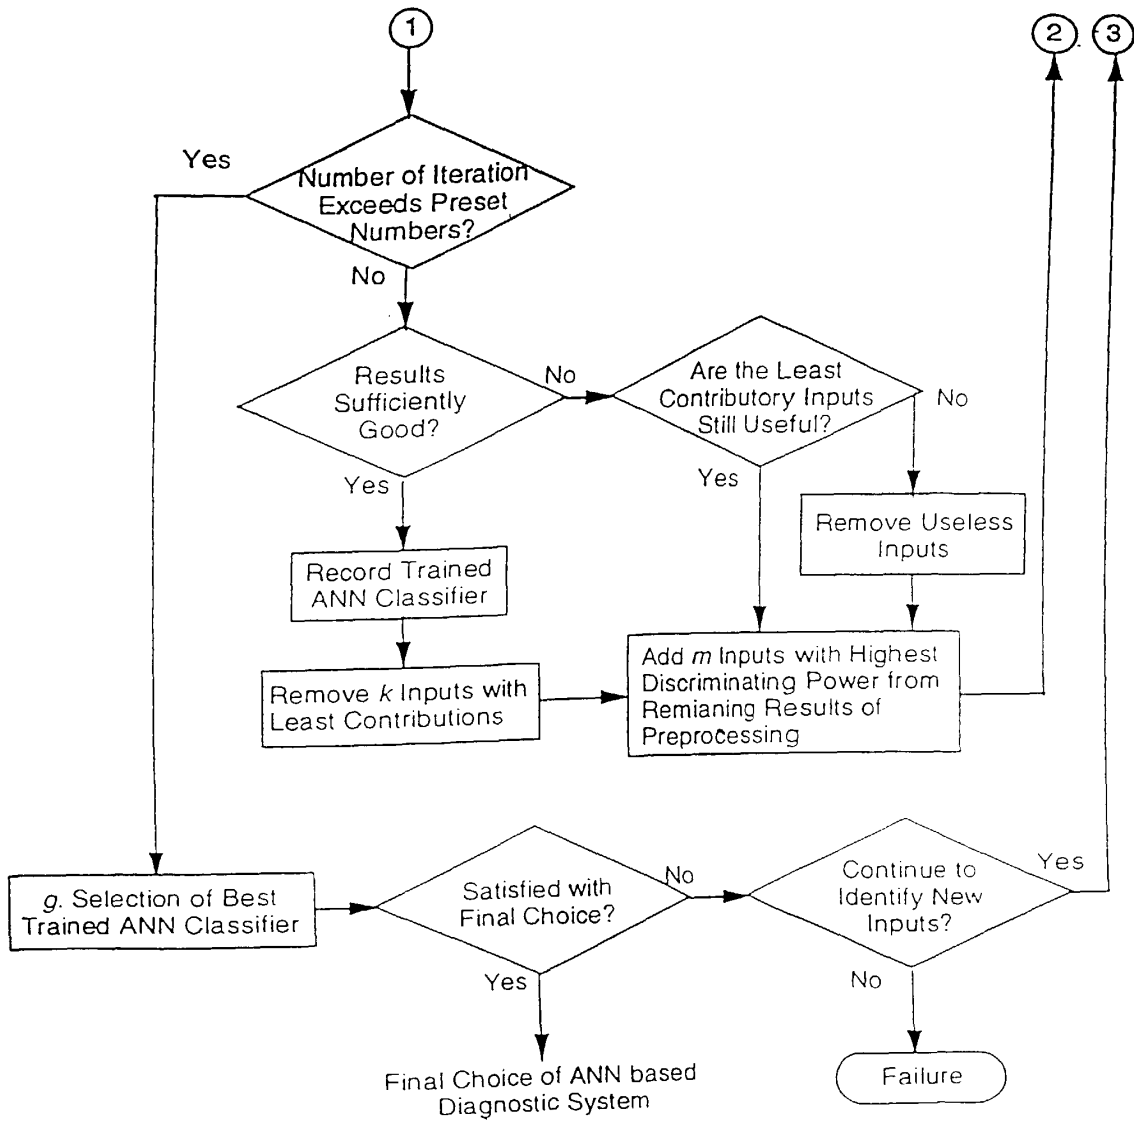 1
2
3
Yes
Number of Iteration
Exceeds Preset
Numbers?
No
Results
Sufficiently
Good?
No
Are the Least
Contributory Inputs
Still Useful?
No
Yes
Yes
Remove Useless
Inputs
Record Trained
ANN Classifier
Remove k Inputs with
Least Contributions
Add m Inputs with Highest
Discriminating Power from
Remianing Results of
Preprocessing
g. Selection of Best
Trained ANN Classifier
Satisfied with
Final Choice?
No
Continue to
Identify New
Inputs?
Yes
Yes
No
Final Choice of ANN based
Diagnostic System
Failure